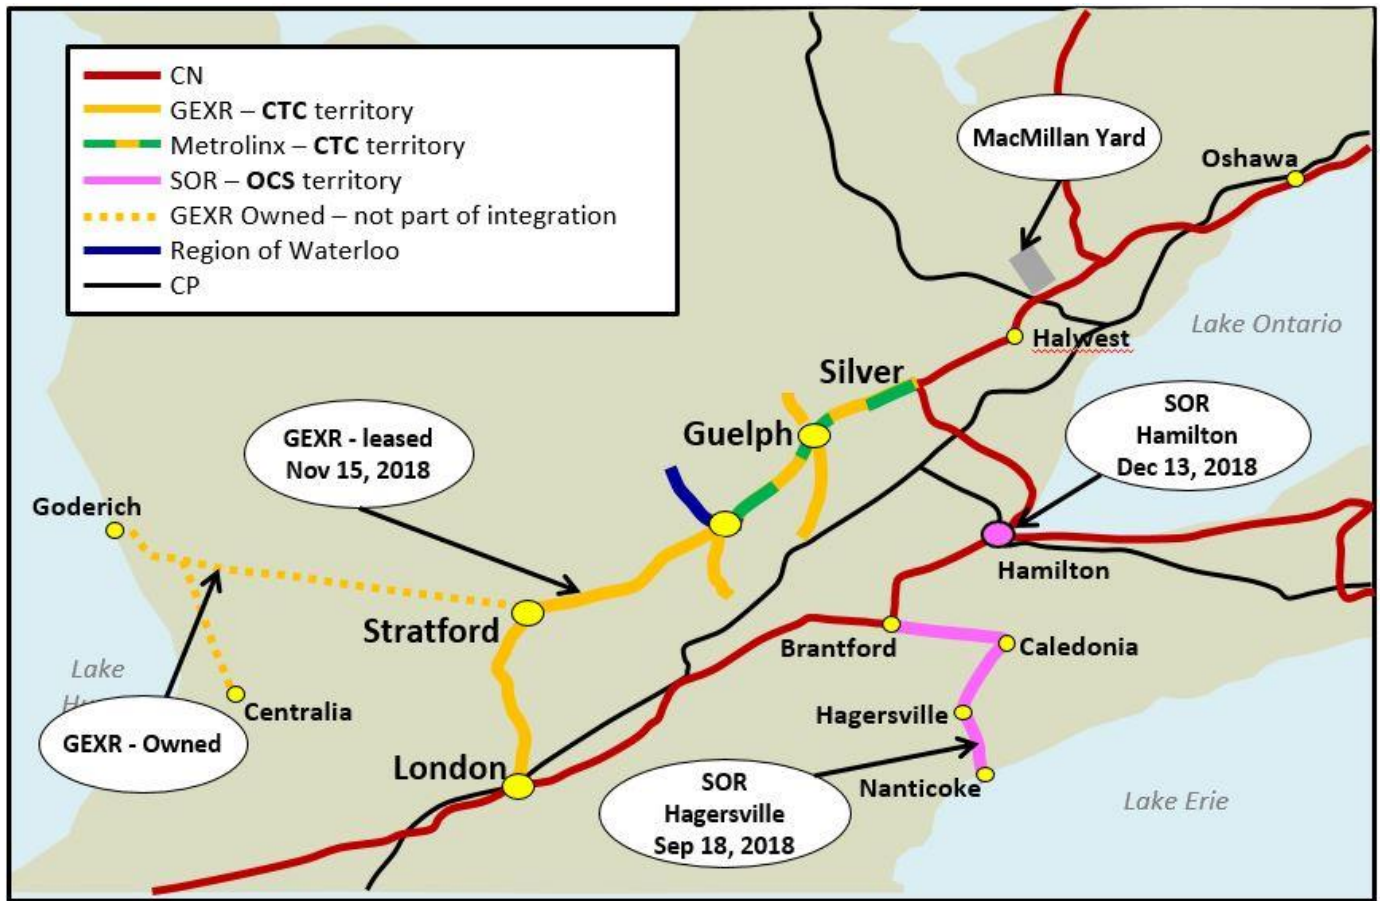 CN
GEXR – CTC territory
Metrolinx – CTC territory
SOR – OCS territory
GEXR Owned – not part of integration
Region of Waterloo
CP
MacMillan Yard
Oshawa
Lake Ontario
Halwest
Silver
SOR
Hamilton
Dec 13, 2018
Guelph
GEXR - leased
Nov 15, 2018
Goderich
Hamilton
Stratford
Brantford
Caledonia
Lake
Centralia
Hagersville
GEXR - Owned
London
SOR
Hagersville
Sep 18, 2018
Nanticoke
Lake Erie